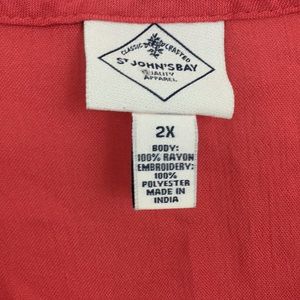 CLASSIC CRAFTED
ST JOHN'S BAY
QUALITY
APPAREL
2X
BODY:
100% RAYON
EMBROIDERY:
100%
POLYESTER
MADE IN
INDIA